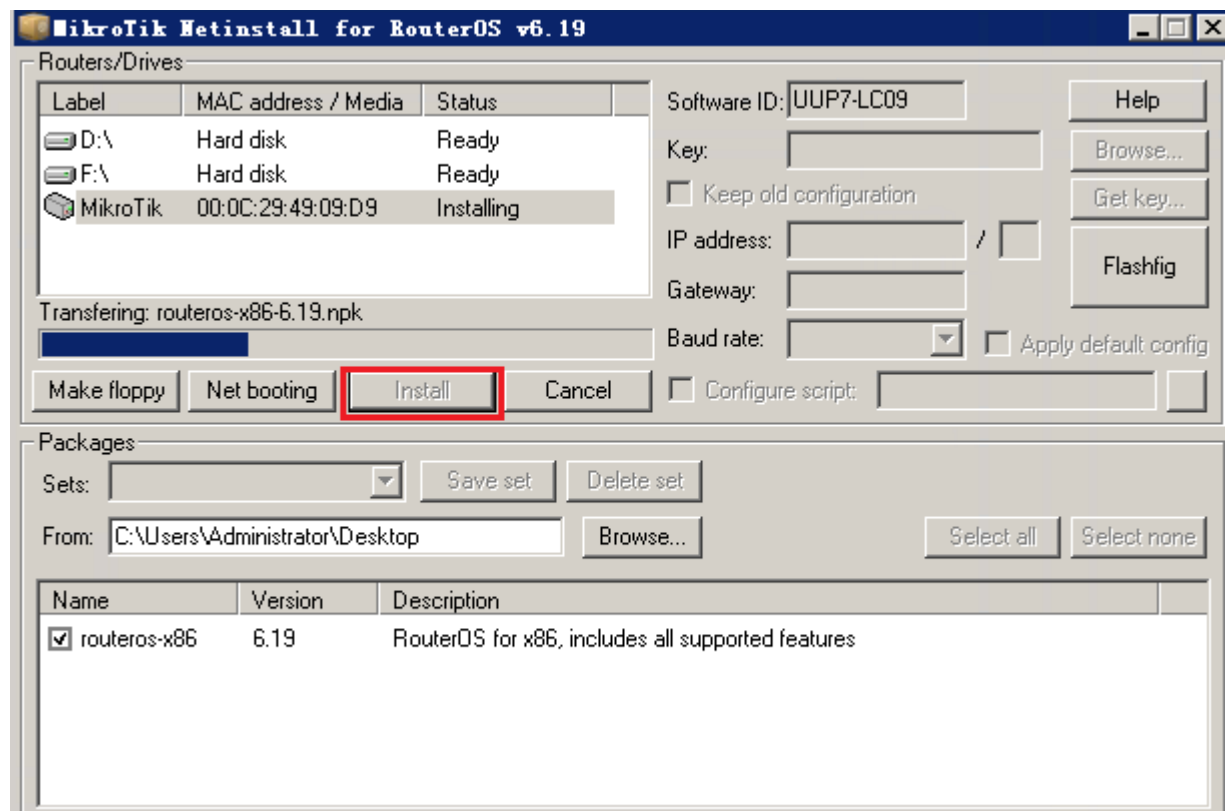 MikroTik Netinstall for RouterOS v6.19
Routers/Drives
Label MAC address / Media Status
D:\ Hard disk Ready
F:\ Hard disk Ready
MikroTik 00:0C:29:49:09:D9 Installing
Transfering: routeros-x86-6.19.npk
Make floppy Net booting Install Cancel
Software ID: UUP7-LC09 Help
Key: Browse...
Keep old configuration Get key...
IP address: / Flashfig
Gateway:
Baud rate: Apply default config
Configure script:
Packages
Sets: Save set Delete set
From: C:\Users\Administrator\Desktop Browse... Select all Select none
Name Version Description
routeros-x86 6.19 RouterOS for x86, includes all supported features